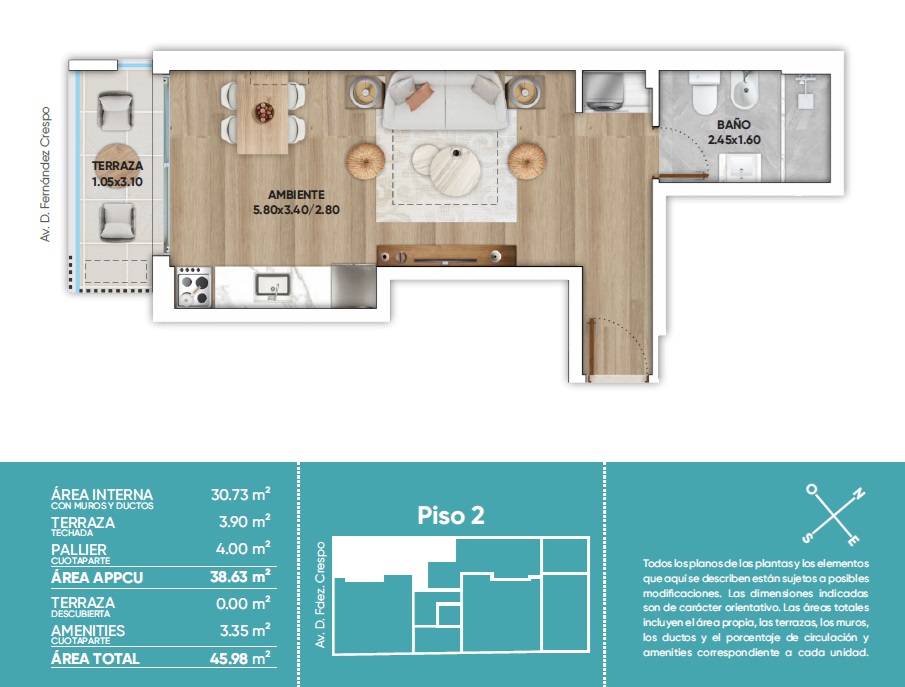 Av. D. Fernández Crespo
TERRAZA
1.05x3.10
AMBIENTE
5.80x3.40/2.80
BAÑO
2.45x1.60
ÁREA INTERNA 30.73 m²
CON MUROS Y DUCTOS
TERRAZA 3.90 m²
TECHADA
PALLIER 4.00 m²
CUOTAPARTE
ÁREA APPCU 38.63 m²
TERRAZA 0.00 m²
DESCUBIERTA
AMENITIES 3.35 m²
CUOTAPARTE
ÁREA TOTAL 45.98 m²
Piso 2
Av. D. Fdez. Crespo
O
N
S
E
Todos los planos de las plantas y los elementos
que aquí se describen están sujetos a posibles
modificaciones. Las dimensiones indicadas
son de carácter orientativo. Las áreas totales
incluyen el área propia, las terrazas, los muros,
los ductos y el porcentaje de circulación y
amenities correspondiente a cada unidad.